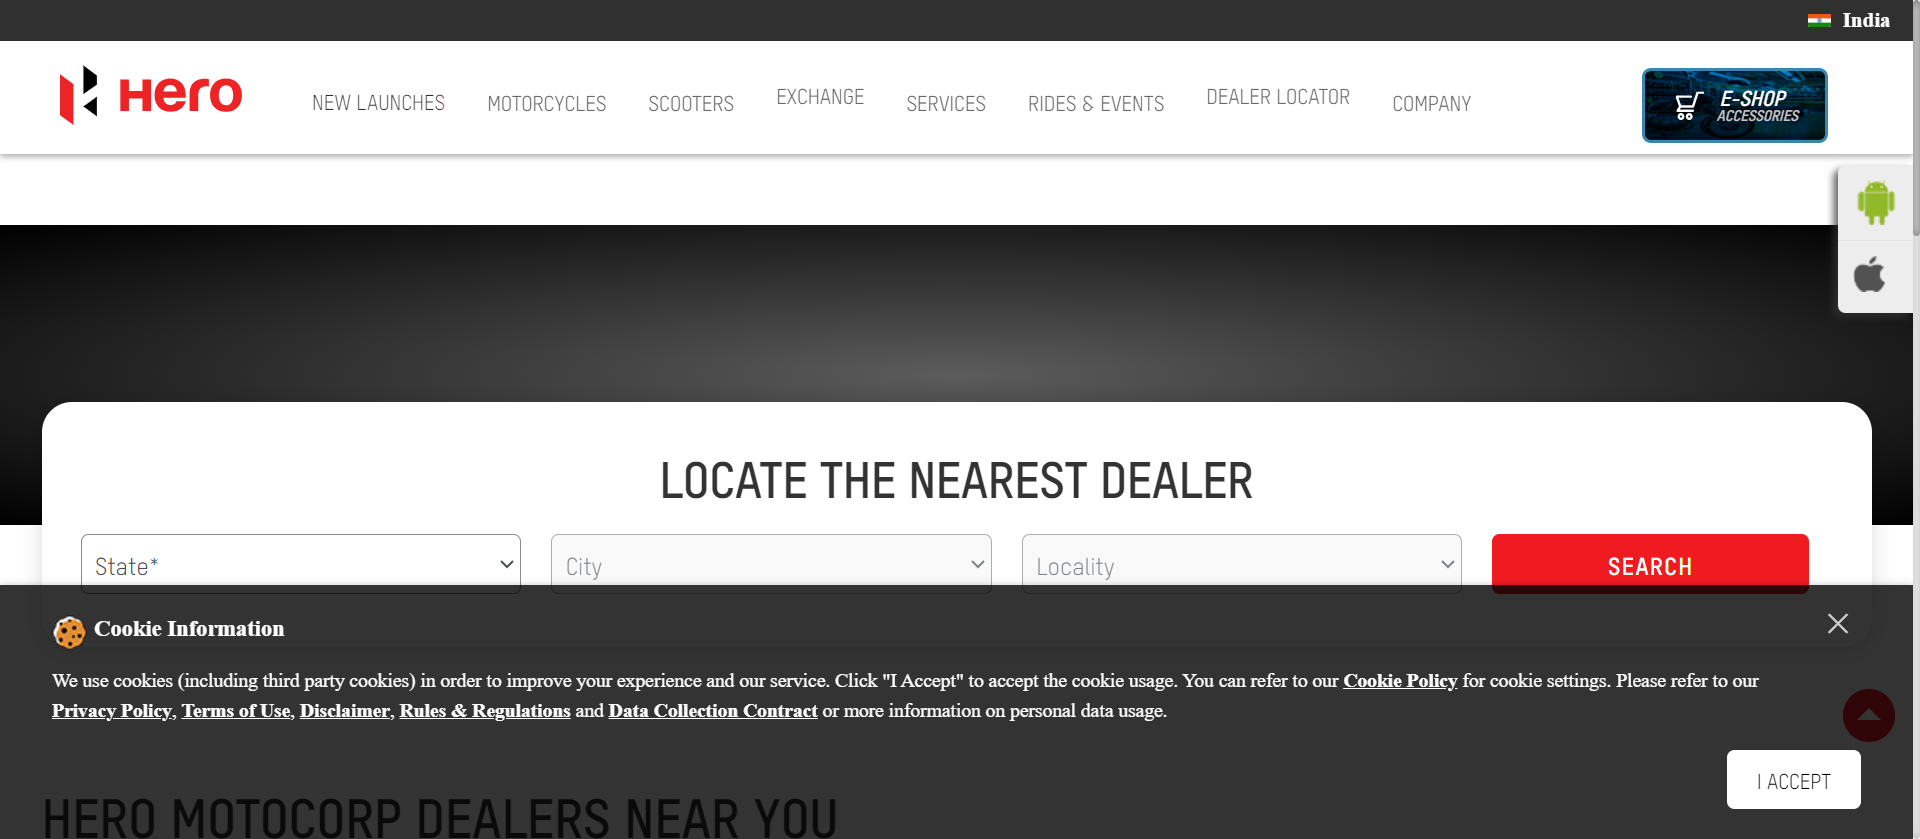 India
Hero
NEW LAUNCHES MOTORCYCLES SCOOTERS EXCHANGE SERVICES RIDES & EVENTS DEALER LOCATOR COMPANY
E-SHOP
ACCESSORIES
LOCATE THE NEAREST DEALER
State* City Locality SEARCH
Cookie Information
We use cookies (including third party cookies) in order to improve your experience and our service. Click "I Accept" to accept the cookie usage. You can refer to our Cookie Policy for cookie settings. Please refer to our
Privacy Policy, Terms of Use, Disclaimer, Rules & Regulations and Data Collection Contract or more information on personal data usage.
I ACCEPT
HERO MOTOCORP DEALERS NEAR YOU